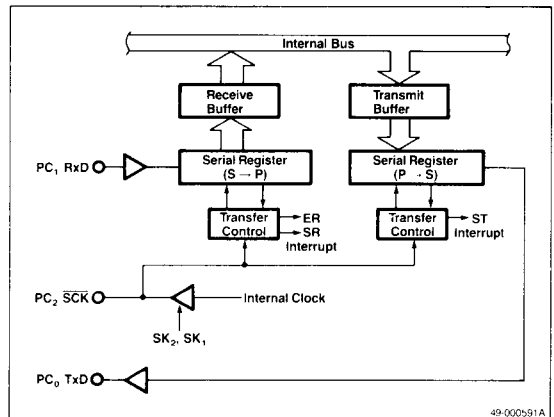 Internal Bus
Receive
Buffer
Transmit
Buffer
PC₁ RxD
Serial Register
(S → P)
Serial Register
(P → S)
Transfer
Control
ER
SR
Interrupt
Transfer
Control
ST
Interrupt
PC₂ S̅C̅K̅
Internal Clock
SK₂, SK₁
PC₀ TxD
49-000591A